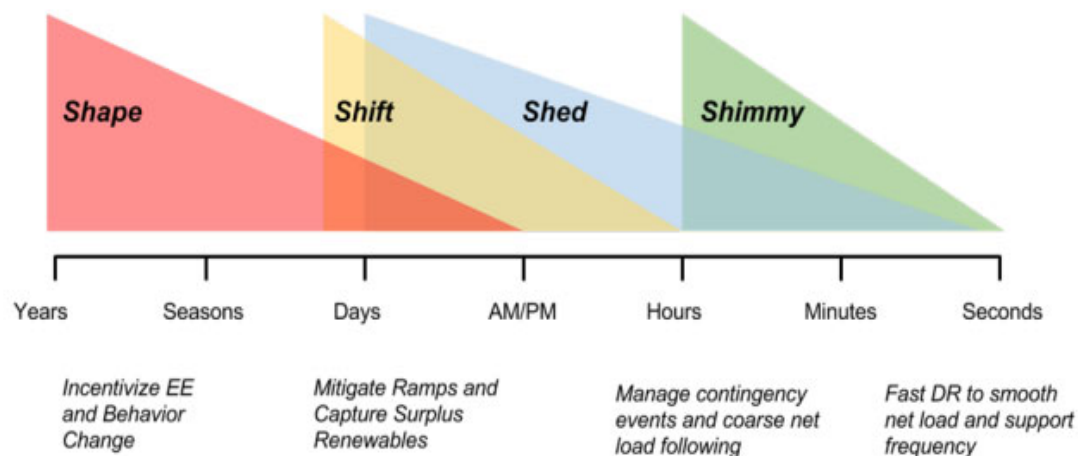 Shape
Shift
Shed
Shimmy
Years
Seasons
Days
AM/PM
Hours
Minutes
Seconds
Incentivize EE
and Behavior
Change
Mitigate Ramps and
Capture Surplus
Renewables
Manage contingency
events and coarse net
load following
Fast DR to smooth
net load and support
frequency